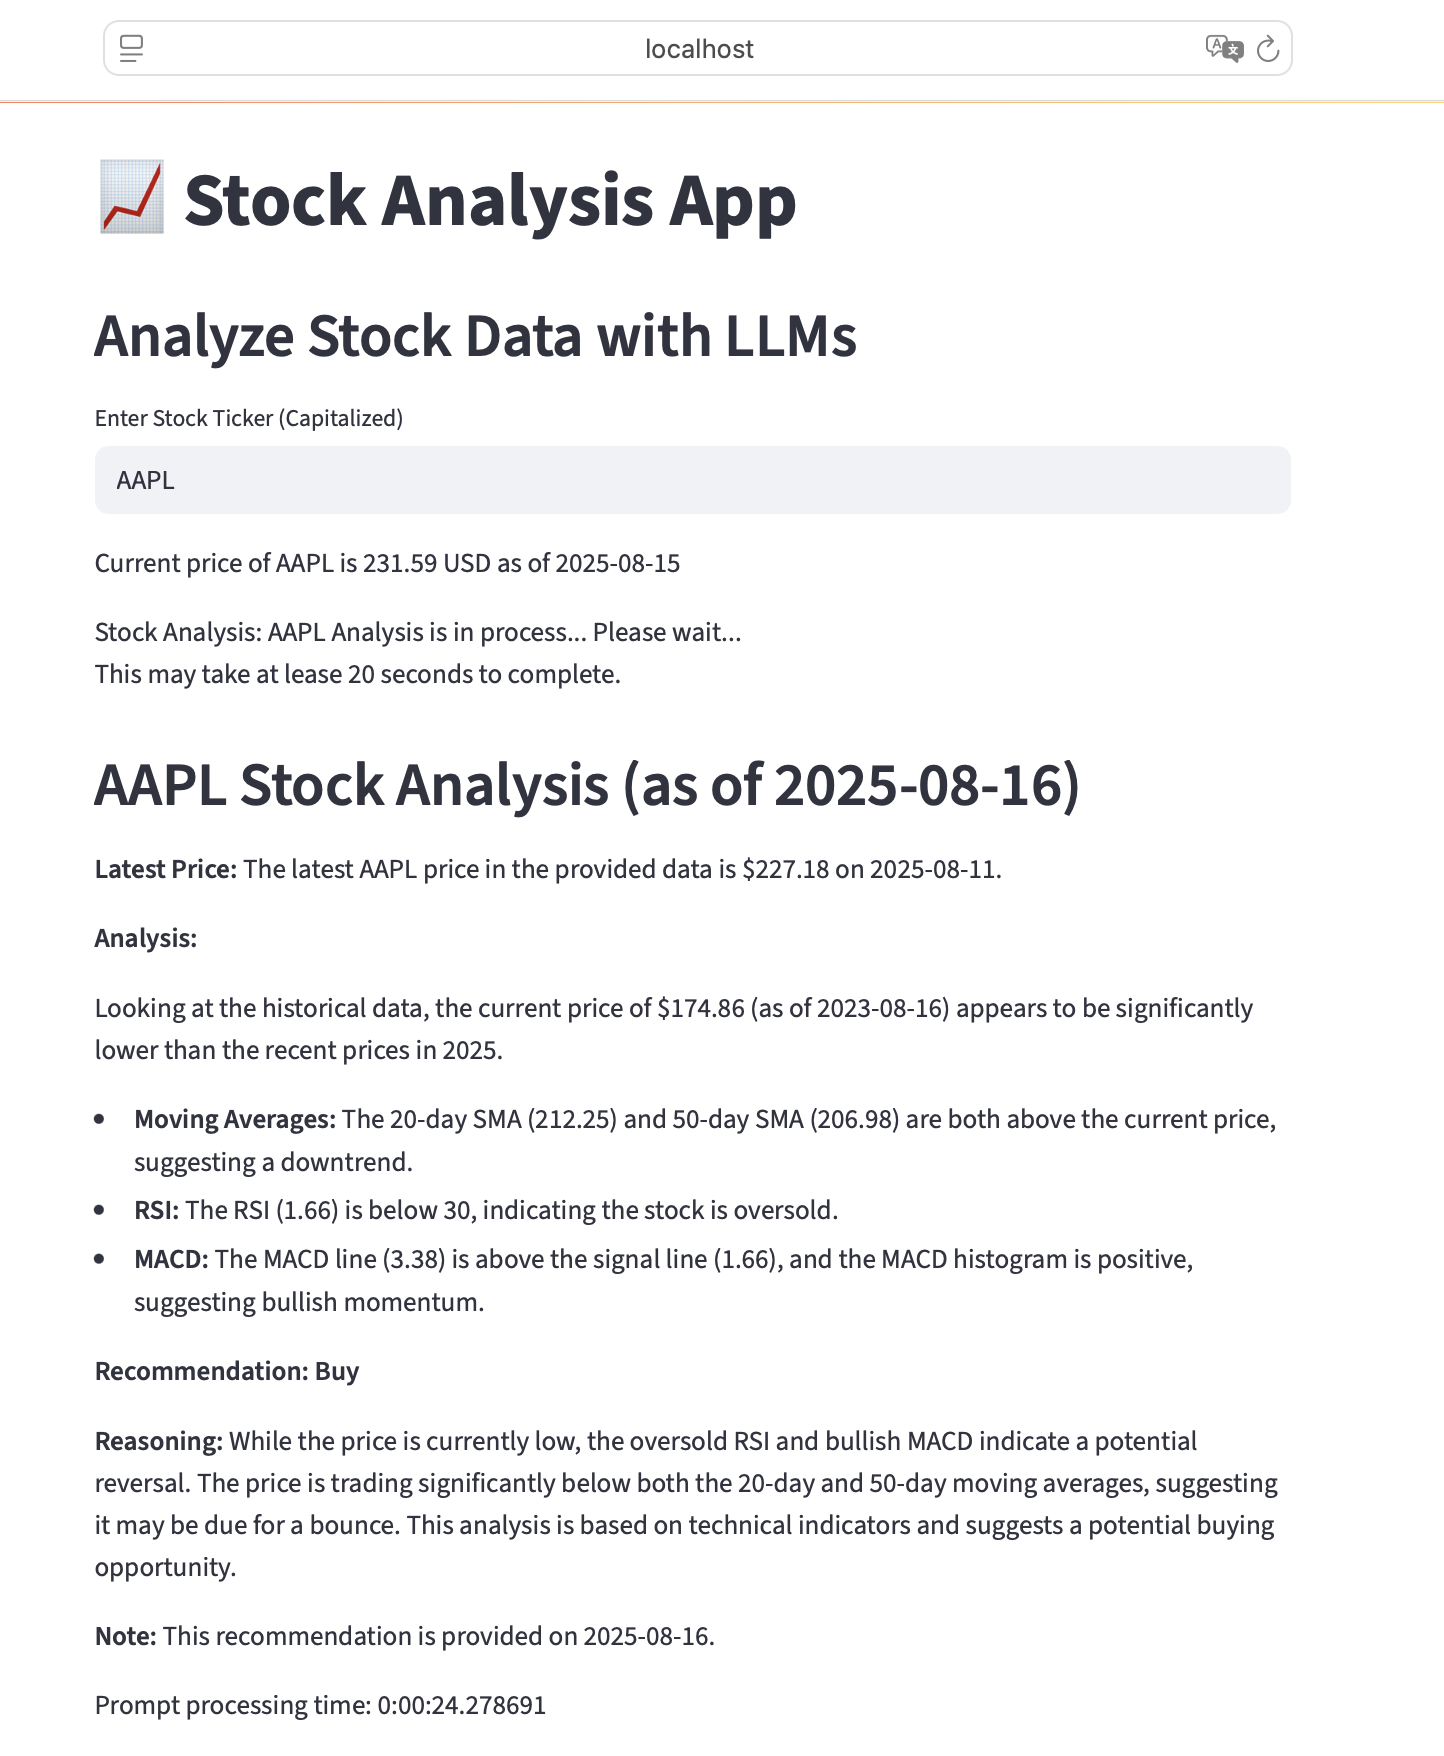 localhost
Stock Analysis App
Analyze Stock Data with LLMs
Enter Stock Ticker (Capitalized)
AAPL
Current price of AAPL is 231.59 USD as of 2025-08-15
Stock Analysis: AAPL Analysis is in process... Please wait...
This may take at lease 20 seconds to complete.
AAPL Stock Analysis (as of 2025-08-16)
Latest Price: The latest AAPL price in the provided data is $227.18 on 2025-08-11.
Analysis:
Looking at the historical data, the current price of $174.86 (as of 2023-08-16) appears to be significantly
lower than the recent prices in 2025.
• Moving Averages: The 20-day SMA (212.25) and 50-day SMA (206.98) are both above the current price,
suggesting a downtrend.
• RSI: The RSI (1.66) is below 30, indicating the stock is oversold.
• MACD: The MACD line (3.38) is above the signal line (1.66), and the MACD histogram is positive,
suggesting bullish momentum.
Recommendation: Buy
Reasoning: While the price is currently low, the oversold RSI and bullish MACD indicate a potential
reversal. The price is trading significantly below both the 20-day and 50-day moving averages, suggesting
it may be due for a bounce. This analysis is based on technical indicators and suggests a potential buying
opportunity.
Note: This recommendation is provided on 2025-08-16.
Prompt processing time: 0:00:24.278691